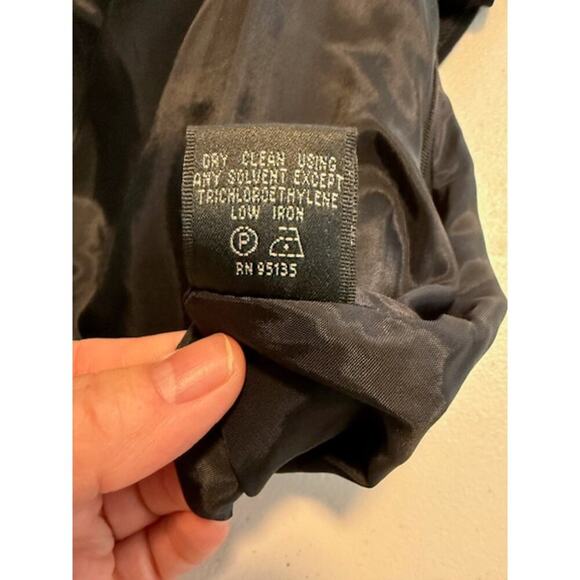 DRY CLEAN USING
ANY SOLVENT EXCEPT
TRICHLOROETHYLENE
LOW IRON
P
RN 95135